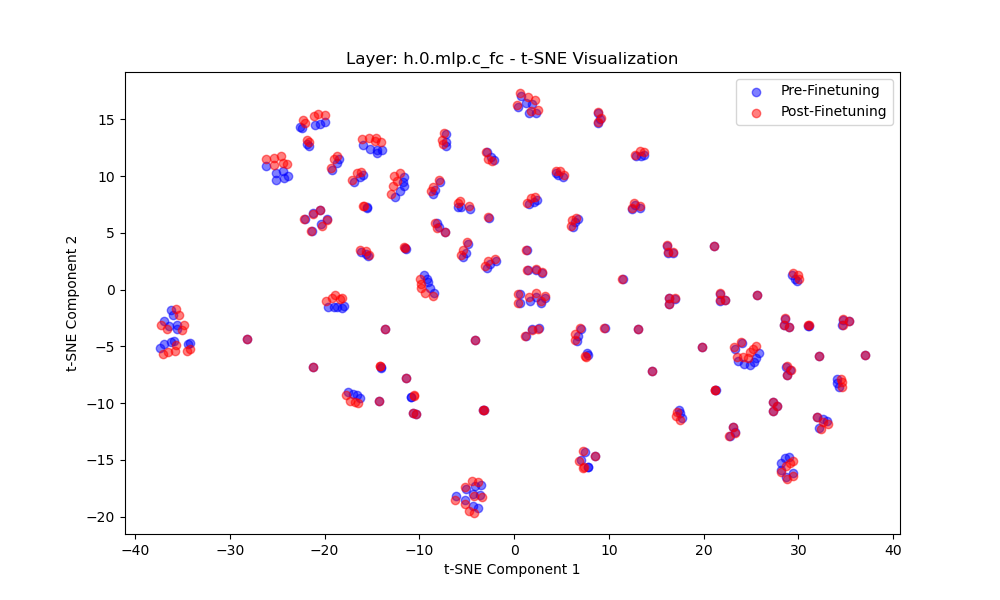 Layer: h.0.mlp.c_fc - t-SNE Visualization
Pre-Finetuning
Post-Finetuning
t-SNE Component 2
15
10
5
0
−5
−10
−15
−20
−40 −30 −20 −10 0 10 20 30 40
t-SNE Component 1